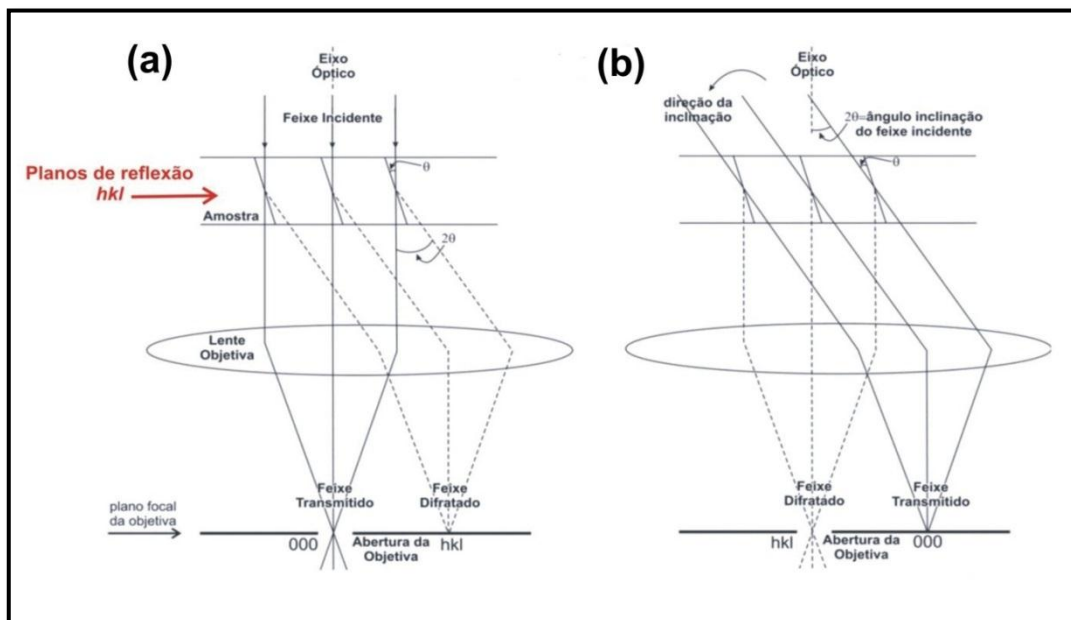 (a)
Eixo
Óptico
Feixe Incidente
θ
Planos de reflexão
hkl
Amostra
2θ
Lente
Objetiva
Feixe
Transmitido
Feixe
Difratado
plano focal
da objetiva
000
Abertura da
Objetiva
hkl
(b)
Eixo
Óptico
direção da
inclinação
2θ=ângulo inclinação
do feixe incidente
θ
Feixe
Difratado
Feixe
Transmitido
hkl
Abertura da
Objetiva
000